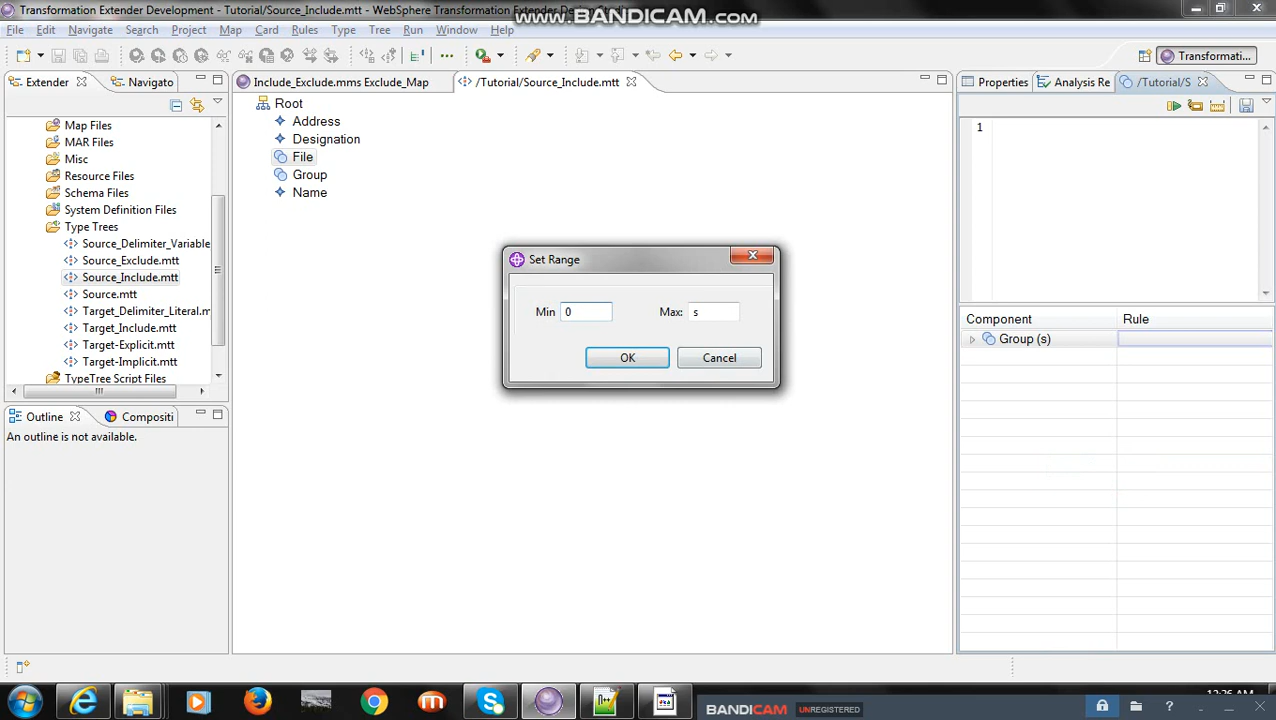 Transformation Extender Development - Tutorial/Source_Include.mtt - WebSphere Transformation Extender Design Studio
www.BANDICAM.com
File Edit Navigate Search Project Map Card Rules Type Tree Run Window Help
Transformati...
Extender Navigato
Include_Exclude.mms Exclude_Map /Tutorial/Source_Include.mtt
Properties Analysis Re /Tutorial/S
Map Files
MAR Files
Misc
Resource Files
Schema Files
System Definition Files
Type Trees
Source_Delimiter_Variable
Source_Exclude.mtt
Source_Include.mtt
Source.mtt
Target_Delimiter_Literal.m
Target_Include.mtt
Target-Explicit.mtt
Target-Implicit.mtt
TypeTree Script Files
Root
Address
Designation
File
Group
Name
1
Set Range
Min 0 Max: s
OK Cancel
Component Rule
Group (s)
Outline Compositi
An outline is not available.
12:26 AM
BANDICAM UNREGISTERED